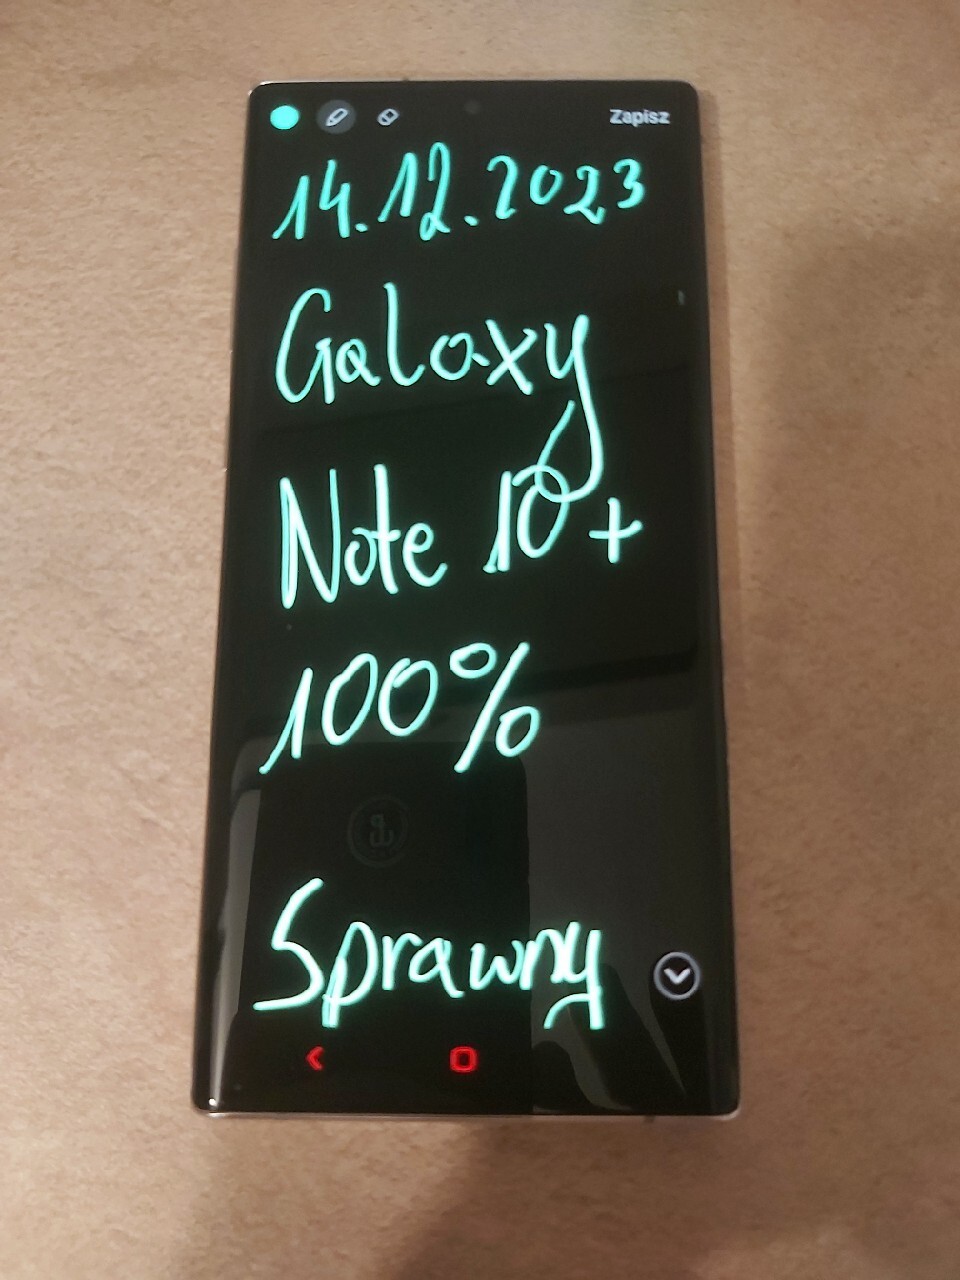 Zapisz
14.12.2023
Galaxy
Note 10+
100%
Sprawny